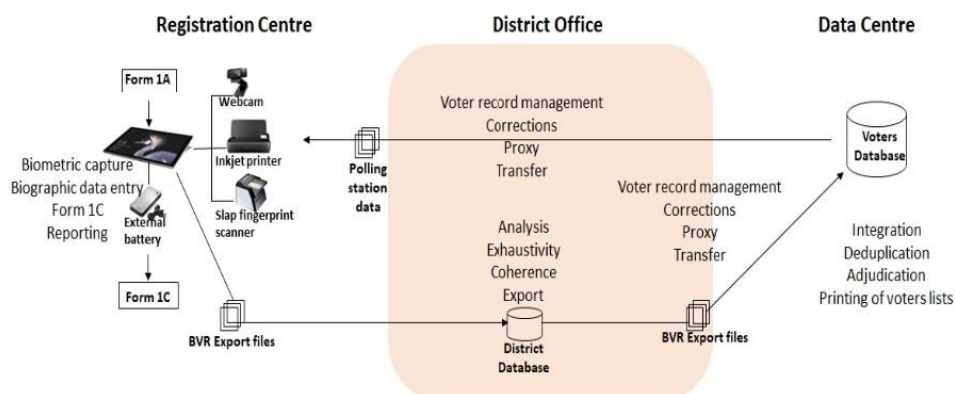 Registration Centre
District Office
Data Centre
Form 1A
Webcam
Inkjet printer
Slap fingerprint
scanner
Biometric capture
Biographic data entry
Form 1C
Reporting
External
battery
Form 1C
BVR Export files
Polling
station
data
Voter record management
Corrections
Proxy
Transfer
Analysis
Exhaustivity
Coherence
Export
District
Database
Voter record management
Corrections
Proxy
Transfer
BVR Export files
Voters
Database
Integration
Deduplication
Adjudication
Printing of voters lists